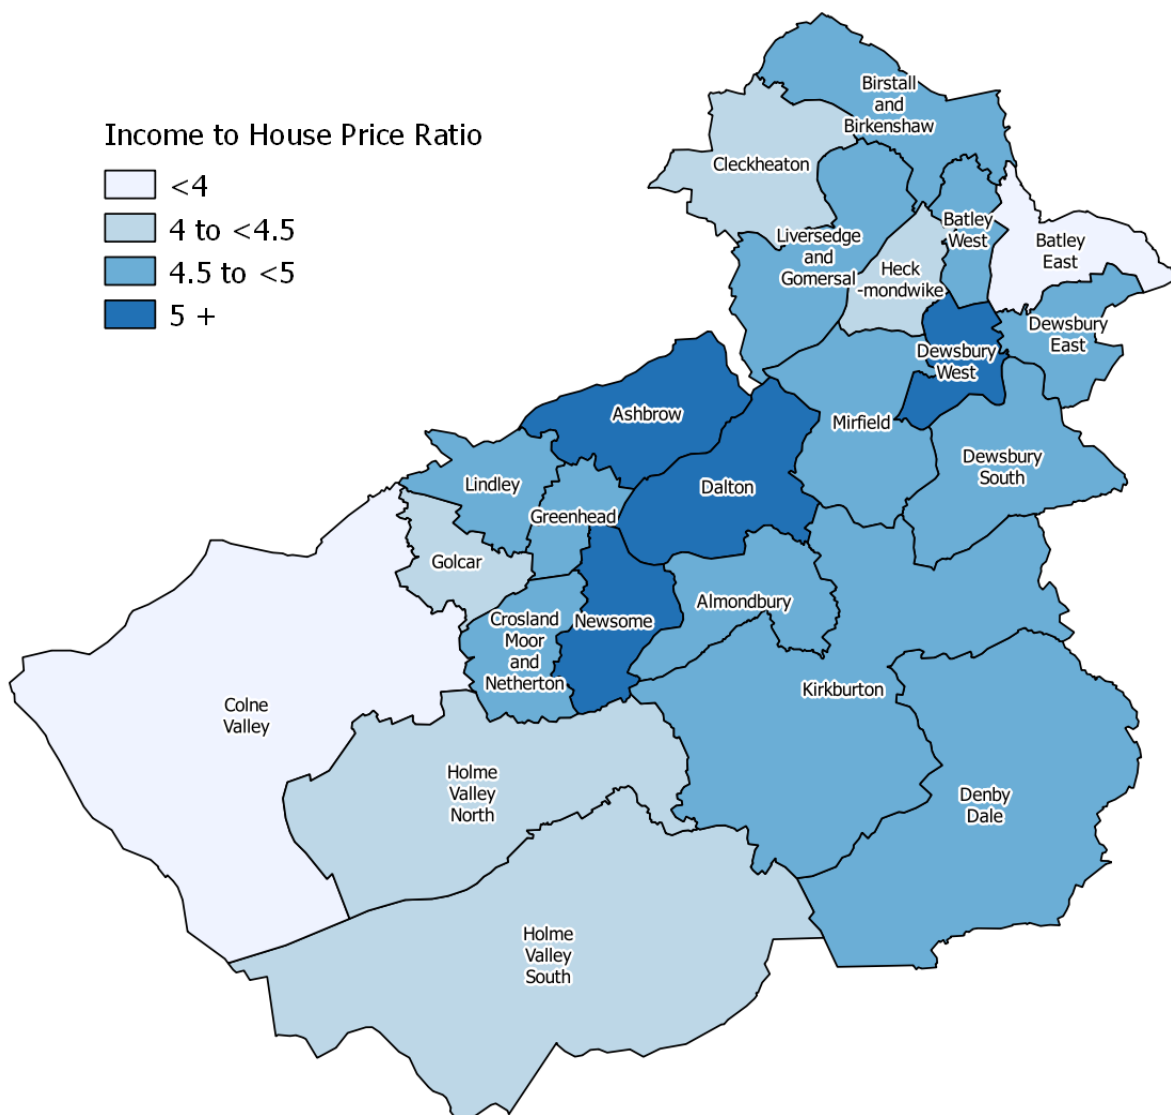 Income to House Price Ratio
<4
4 to <4.5
4.5 to <5
5 +
Birstall
and
Birkenshaw
Cleckheaton
Batley
West
Liversedge
and
Gomersal
Batley
East
Heck
-mondwike
Dewsbury
East
Dewsbury
West
Ashbrow
Mirfield
Dewsbury
South
Lindley
Dalton
Greenhead
Golcar
Almondbury
Crosland
Moor
and
Netherton
Newsome
Kirkburton
Colne
Valley
Holme
Valley
North
Denby
Dale
Holme
Valley
South